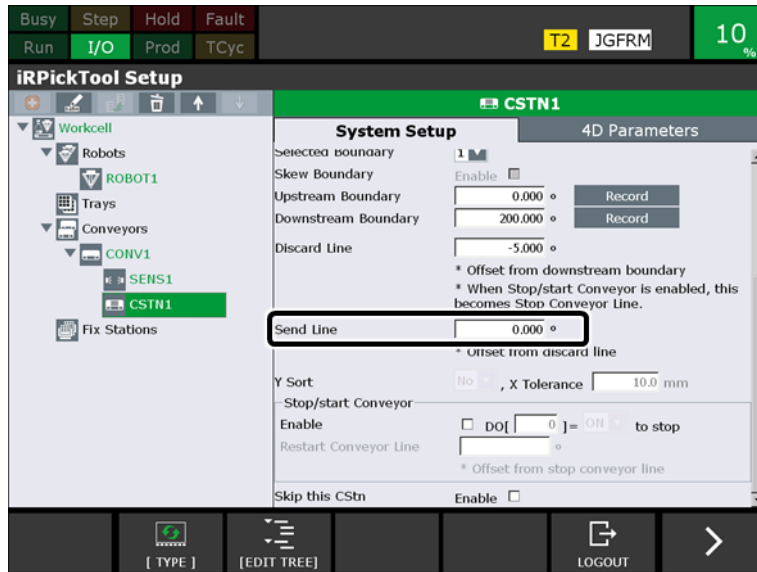 Busy Step Hold Fault
Run I/O Prod TCyc
T2 JGFRM
10 %
iRPickTool Setup
CSTN1
System Setup 4D Parameters
Workcell
Robots
ROBOT1
Trays
Conveyors
CONV1
SENS1
CSTN1
Fix Stations
Selected Boundary 1
Skew Boundary Enable
Upstream Boundary 0.000 ° Record
Downstream Boundary 200.000 ° Record
Discard Line -5.000 °
* Offset from downstream boundary
* When Stop/start Conveyor is enabled, this
becomes Stop Conveyor Line.
Send Line 0.000 °
* Offset from discard line
Y Sort No , X Tolerance 10.0 mm
Stop/start Conveyor
Enable DO[ 0 ]= ON to stop
Restart Conveyor Line °
* Offset from stop conveyor line
Skip this CStn Enable
[ TYPE ] [EDIT TREE] LOGOUT >